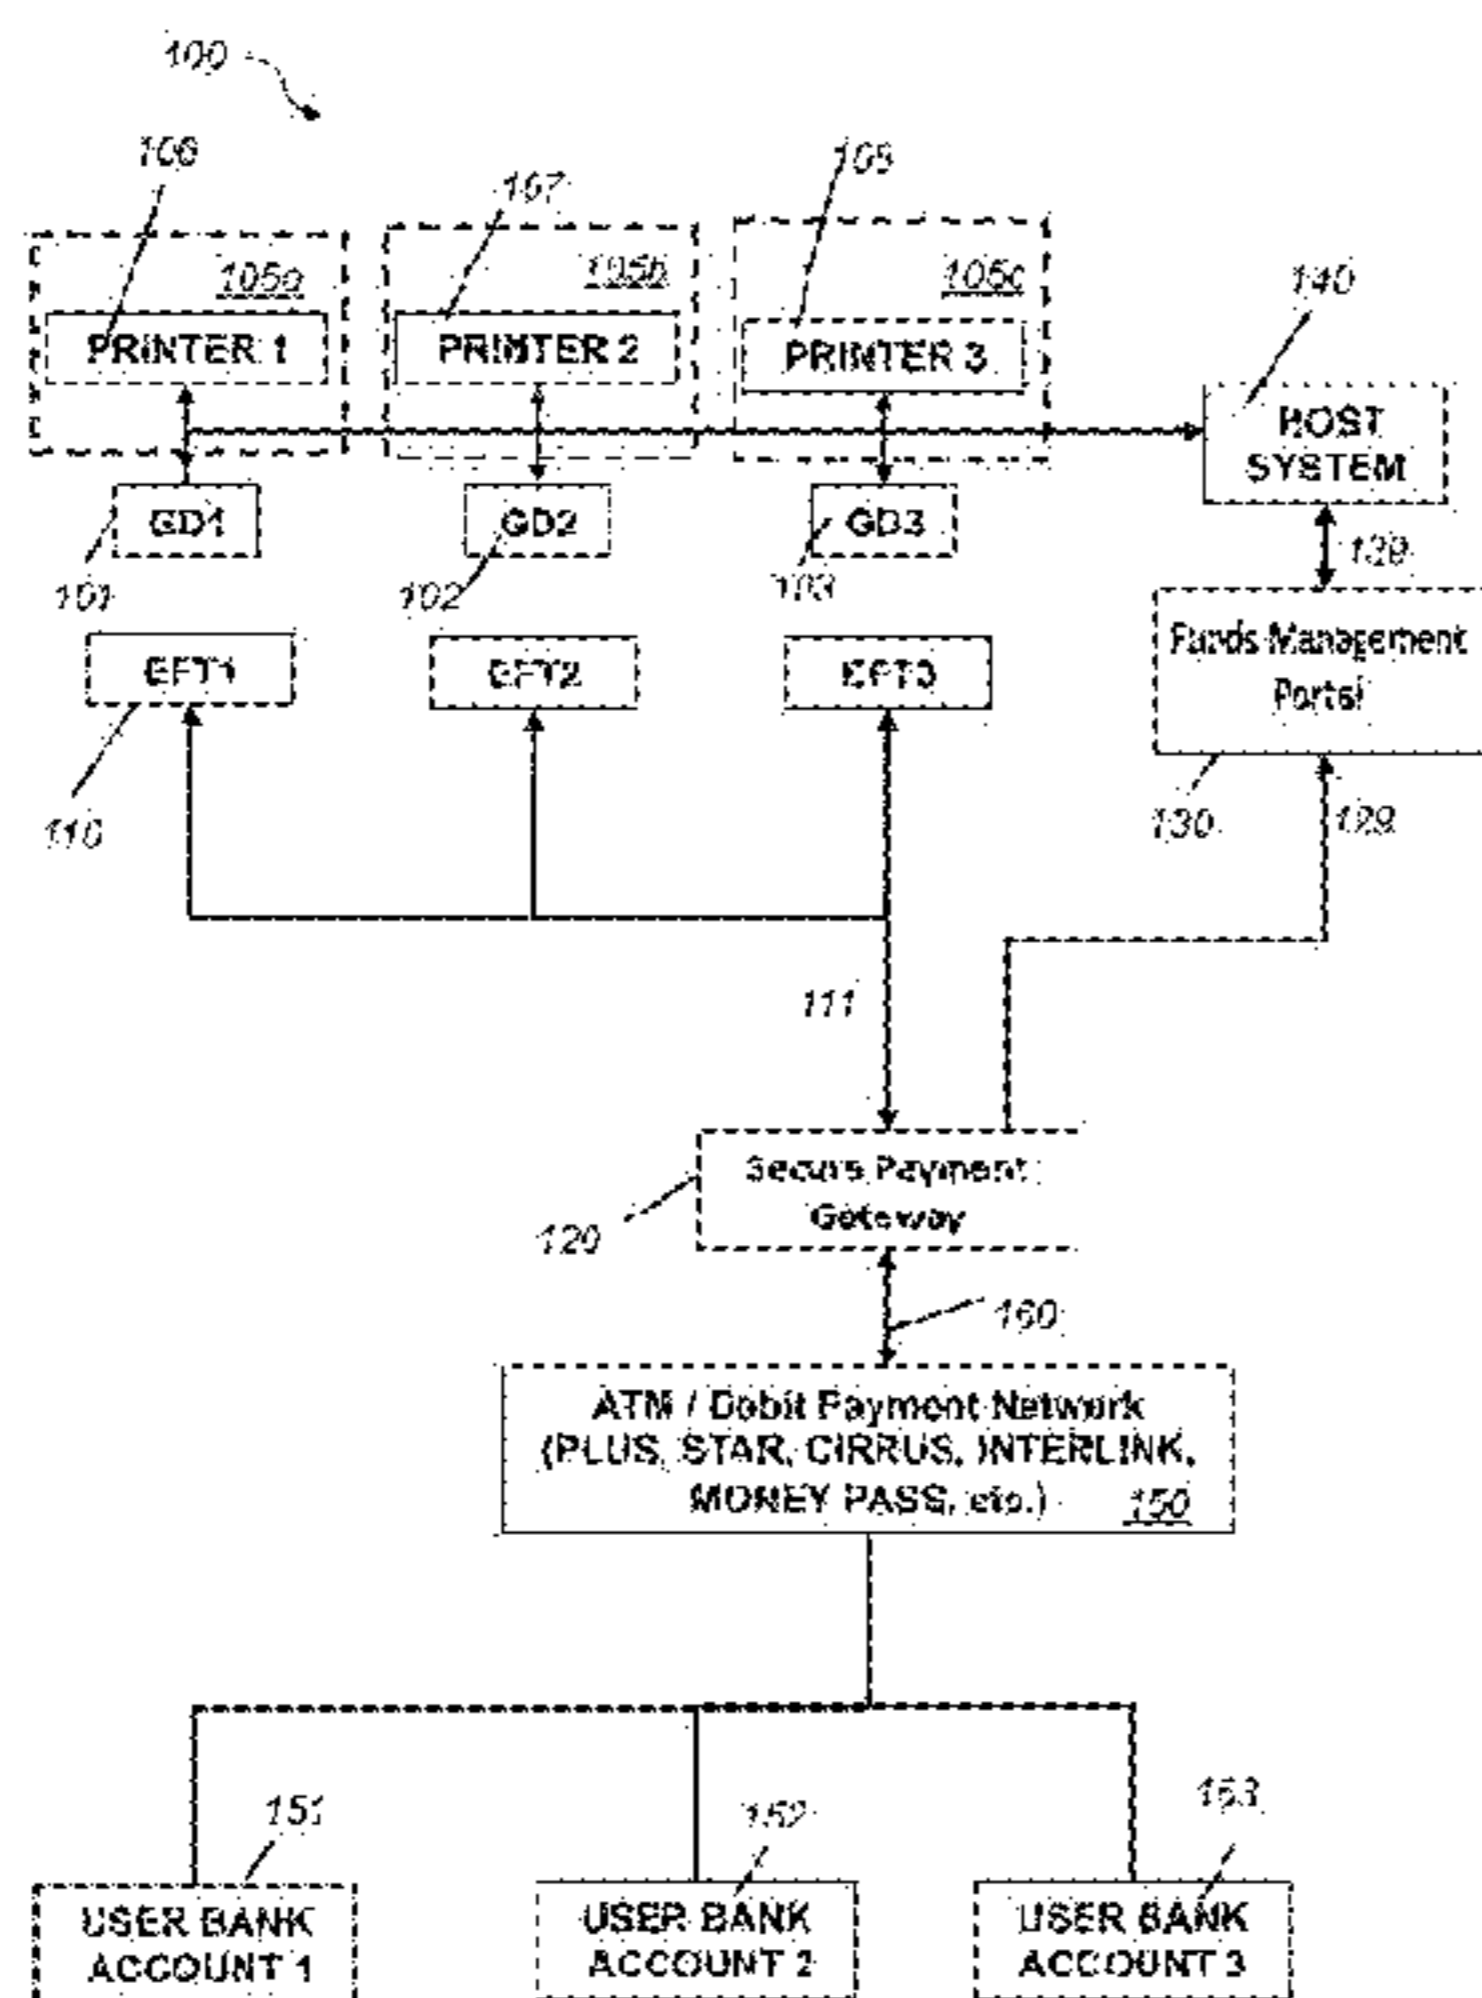 100
106
107
108
105a
105b
105c
140
PRINTER 1
PRINTER 2
PRINTER 3
HOST
SYSTEM
GD1
GD2
GD3
101
102
103
139
EFT1
EFT2
EFT3
Funds Management
Portal
110
130
129
111
Secure Payment
Gateway
120
160
ATM / Debit Payment Network
(PLUS, STAR, CIRRUS, INTERLINK,
MONEY PASS, etc.)
150
151
152
153
USER BANK
ACCOUNT 1
USER BANK
ACCOUNT 2
USER BANK
ACCOUNT 3